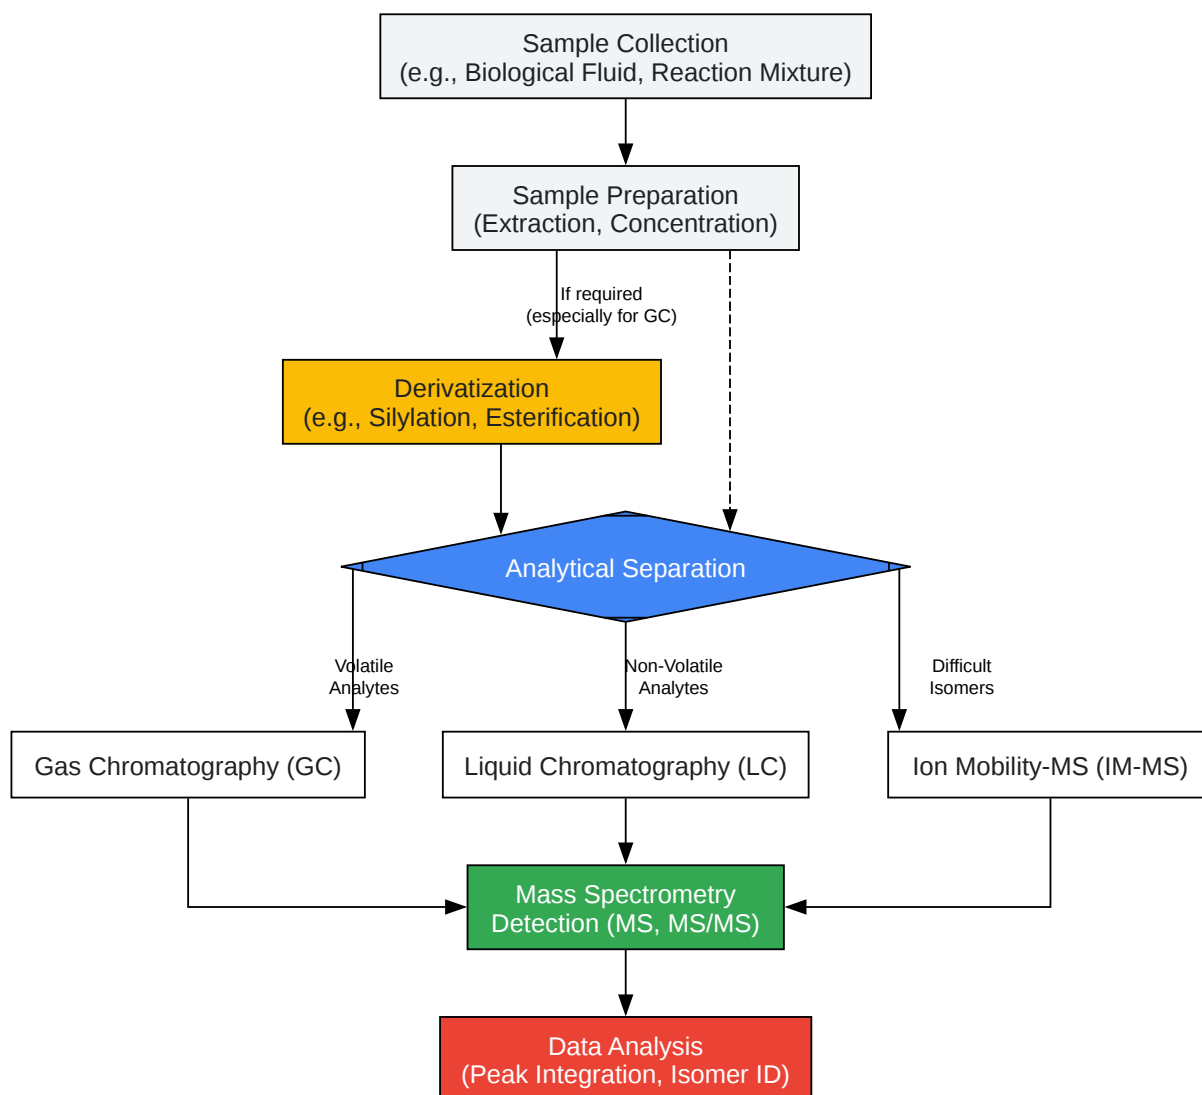 Sample Collection
(e.g., Biological Fluid, Reaction Mixture)
Sample Preparation
(Extraction, Concentration)
If required
(especially for GC)
Derivatization
(e.g., Silylation, Esterification)
Analytical Separation
Volatile
Analytes
Non-Volatile
Analytes
Difficult
Isomers
Gas Chromatography (GC)
Liquid Chromatography (LC)
Ion Mobility-MS (IM-MS)
Mass Spectrometry
Detection (MS, MS/MS)
Data Analysis
(Peak Integration, Isomer ID)